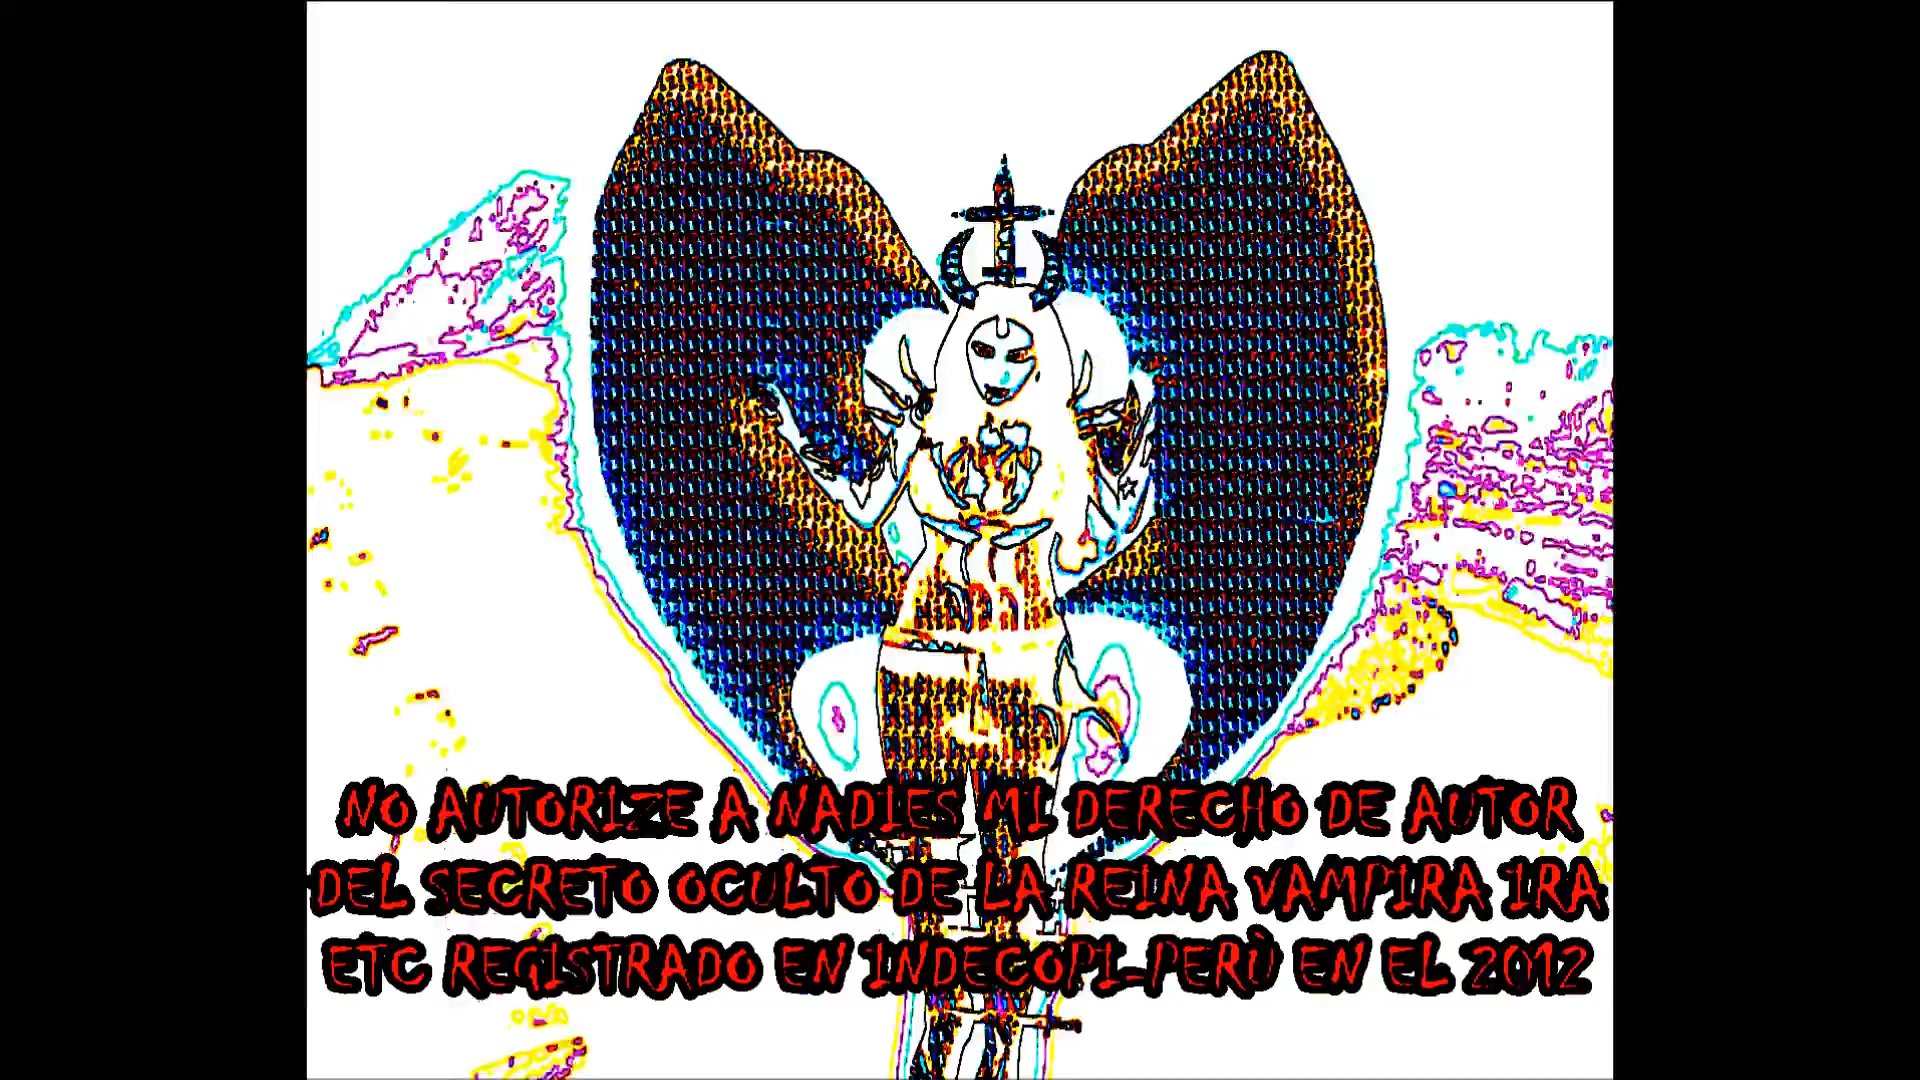 NO AUTORIZE A NADIES MI DERECHO DE AUTOR
DEL SECRETO OCULTO DE LA REINA VAMPIRA IRA
ETC REGISTRADO EN INDECOPI-PERÙ EN EL 2012